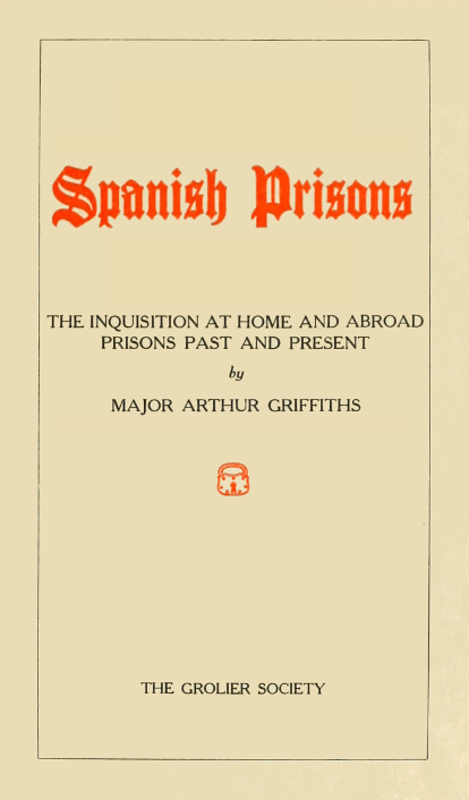 Spanish Prisons
THE INQUISITION AT HOME AND ABROAD
PRISONS PAST AND PRESENT
by
MAJOR ARTHUR GRIFFITHS
THE GROLIER SOCIETY